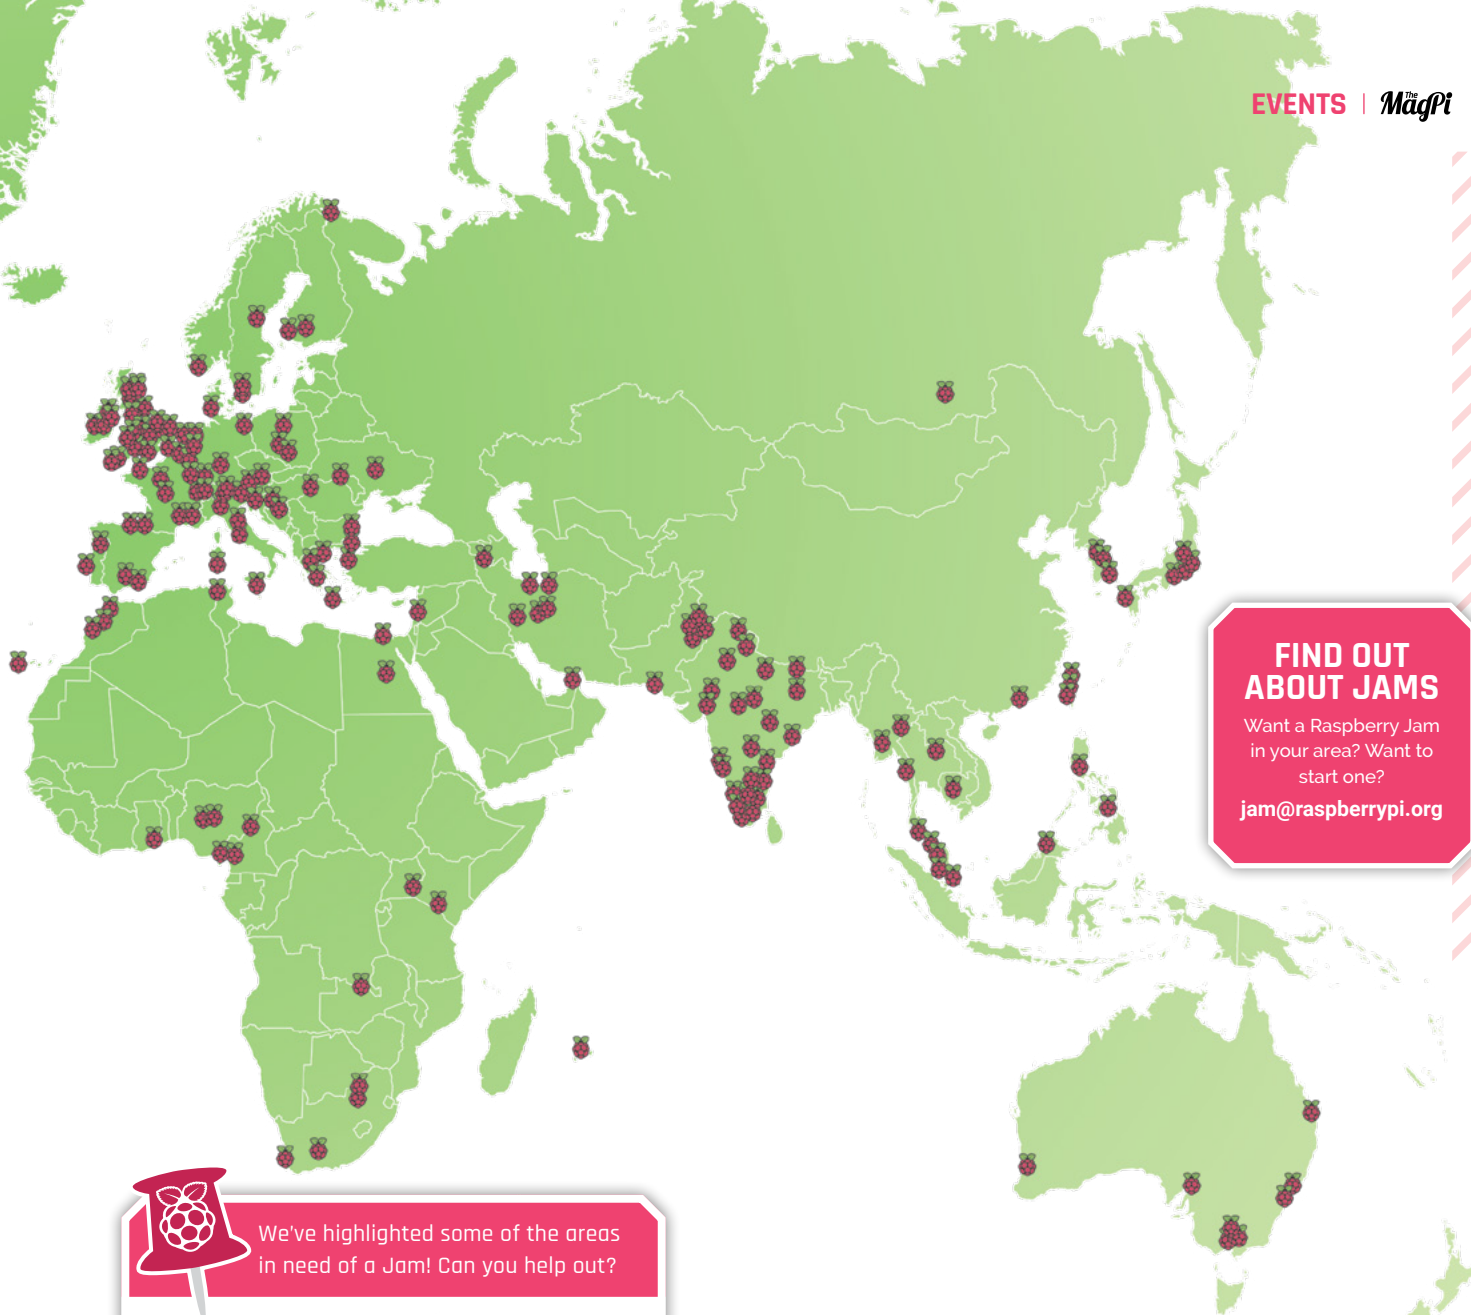 EVENTS | The MagPi
FIND OUT
ABOUT JAMS
Want a Raspberry Jam
in your area? Want to
start one?
jam@raspberrypi.org
We've highlighted some of the areas
in need of a Jam! Can you help out?